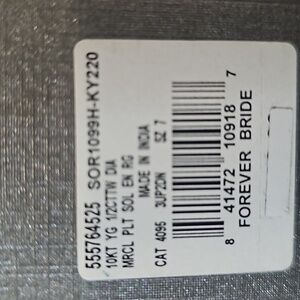 555764525 SOR1099H-KY220
10KT YG 1/2CTTW DIA
MRCL PLT SOL EN RG
MADE IN INDIA
CAT 4095 3UP2DN SZ 7
8 41472 10918 7
FOREVER BRIDE